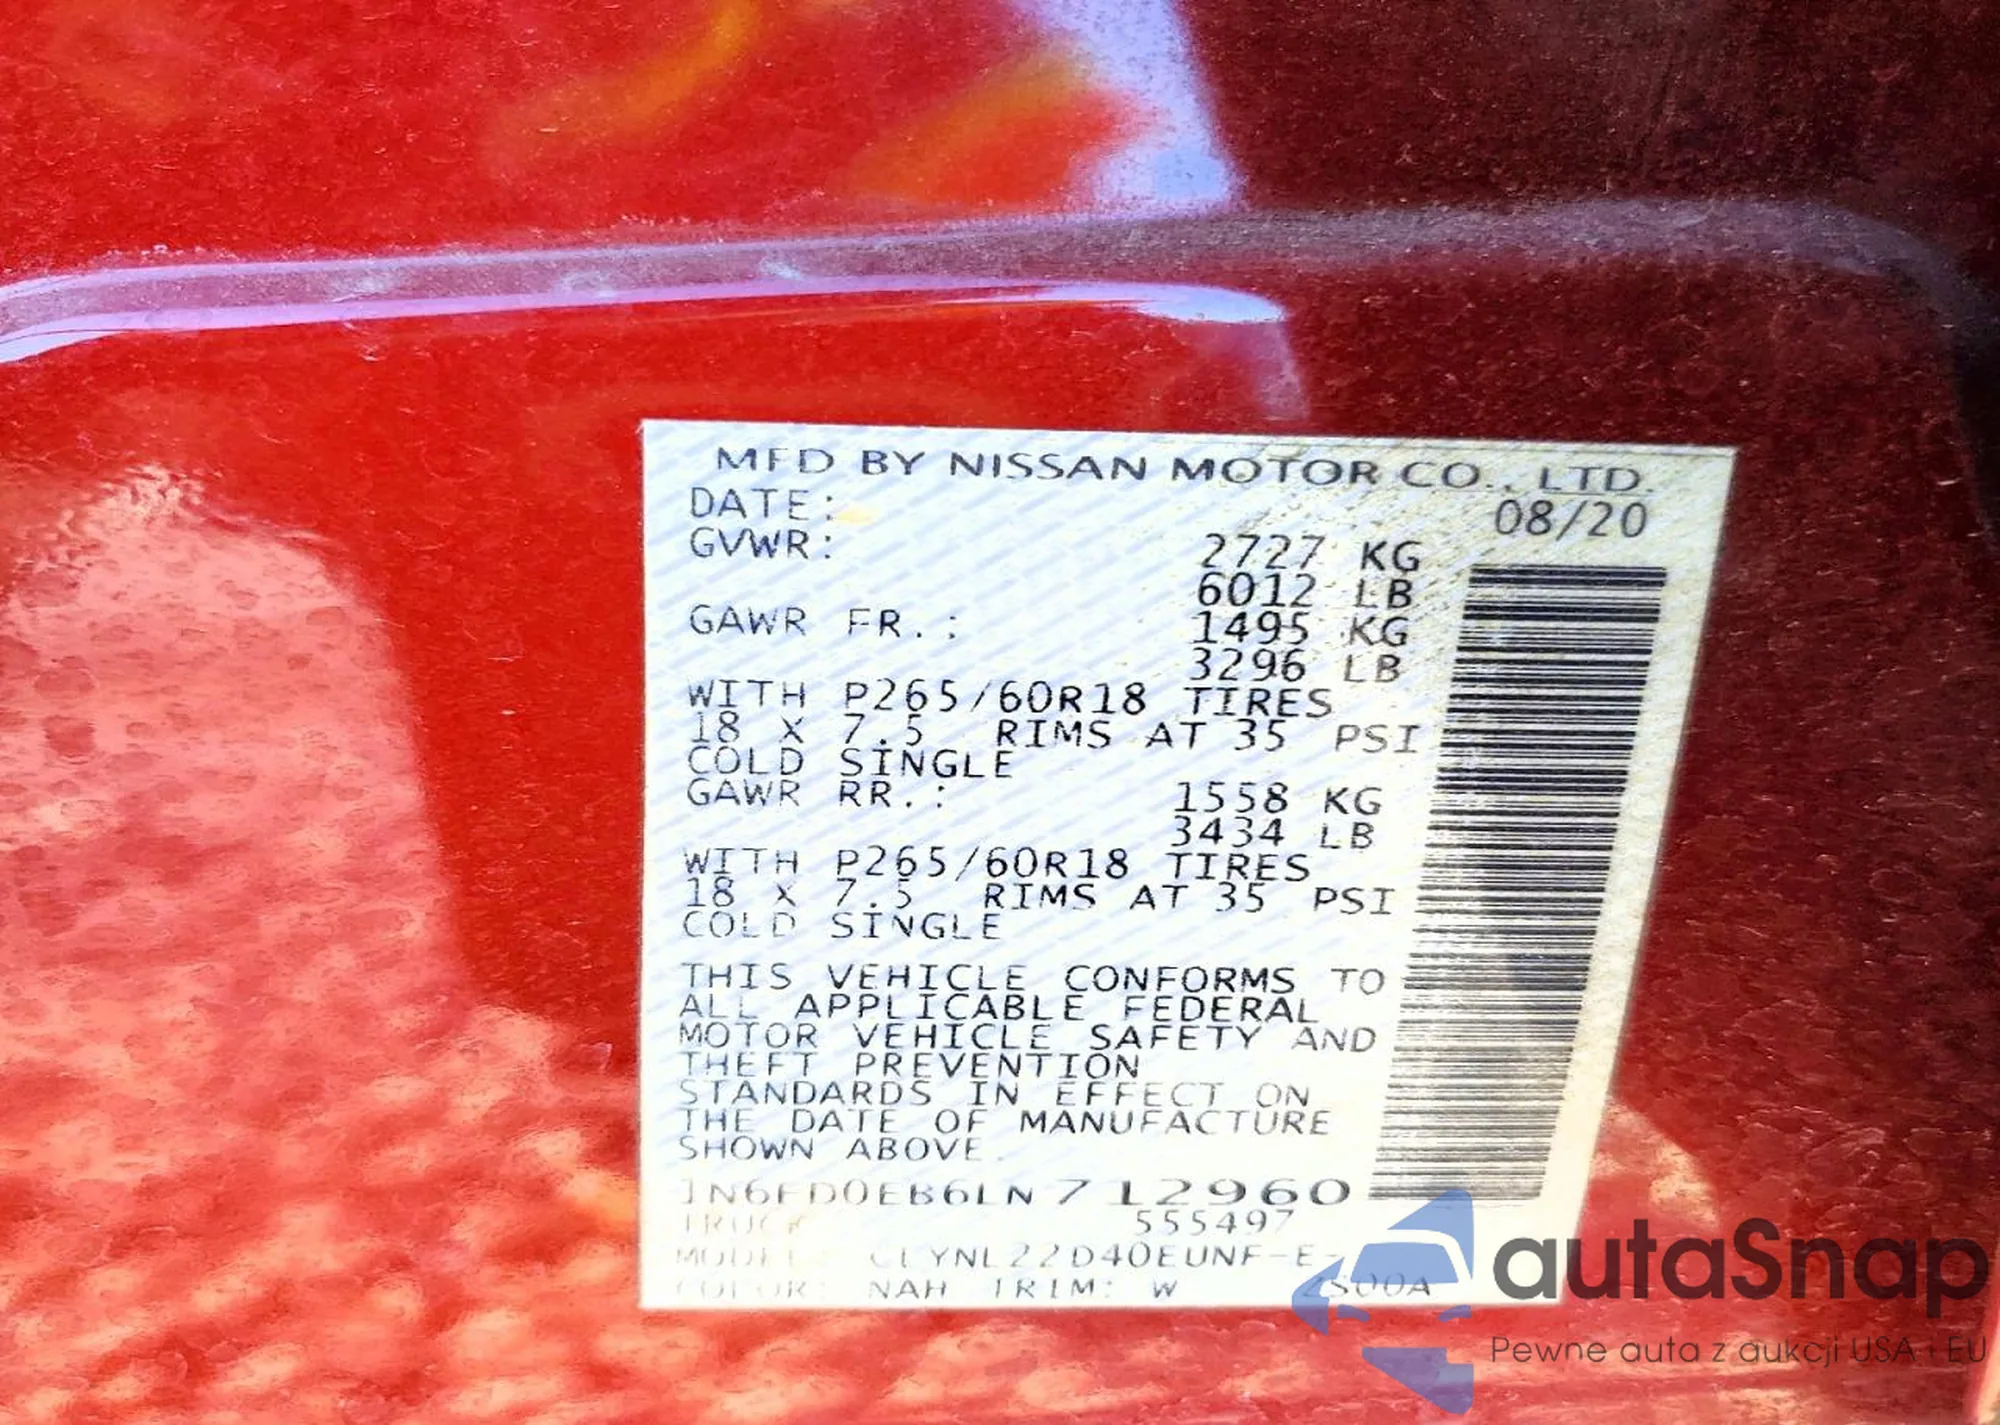 MFD BY NISSAN MOTOR CO., LTD.
DATE: 08/20
GVWR: 2727 KG
6012 LB
GAWR FR.: 1495 KG
3296 LB
WITH P265/60R18 TIRES
18 X 7.5 RIMS AT 35 PSI
COLD SINGLE
GAWR RR.: 1558 KG
3434 LB
WITH P265/60R18 TIRES
18 X 7.5 RIMS AT 35 PSI
COLD SINGLE
THIS VEHICLE CONFORMS TO
ALL APPLICABLE FEDERAL
MOTOR VEHICLE SAFETY AND
THEFT PREVENTION
STANDARDS IN EFFECT ON
THE DATE OF MANUFACTURE
SHOWN ABOVE.
1N6ED0EB6LN712960
TRUCK 555497
MODEL:
COLOR: NAH TRIM: W
autaSnap
Pewne auta z aukcji USA i EU